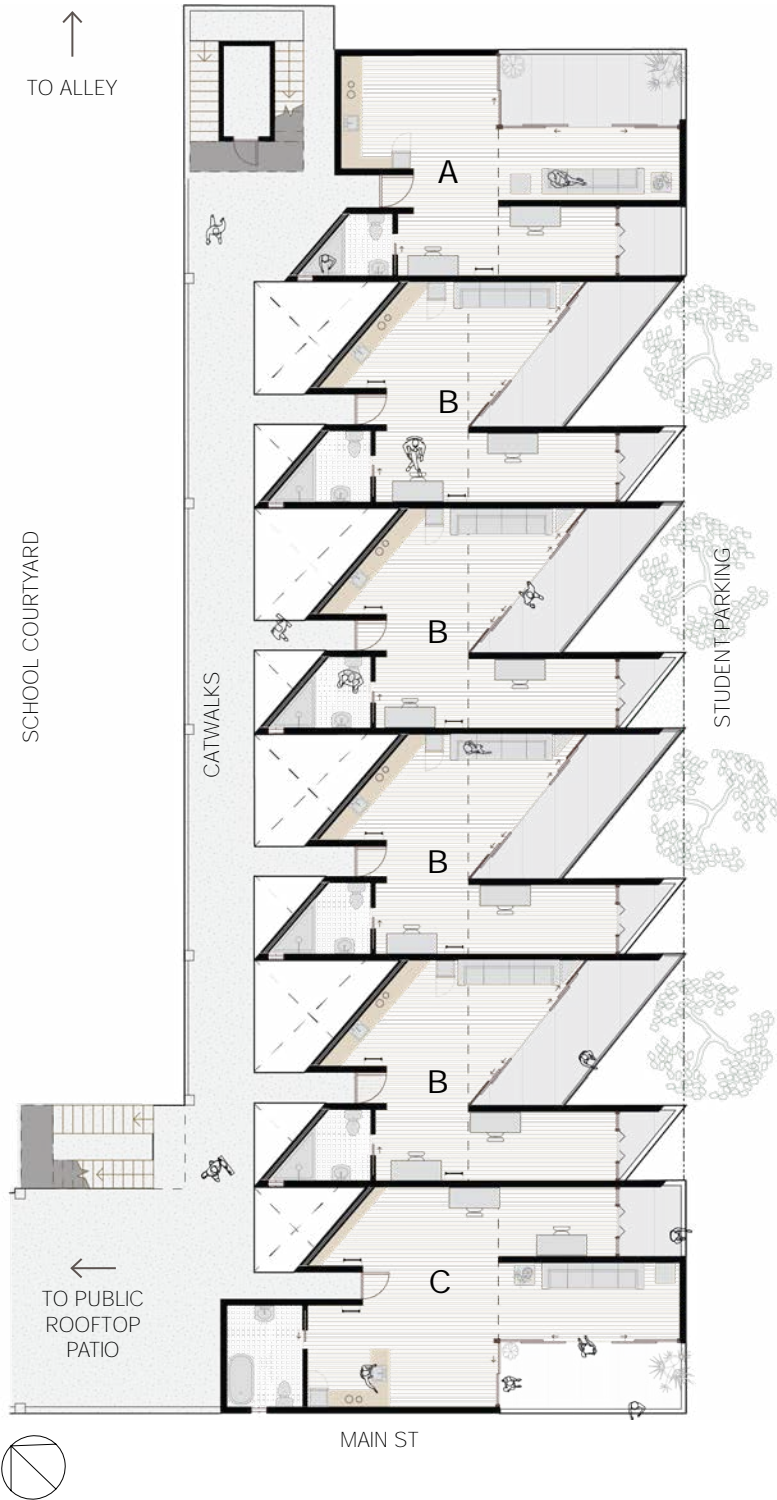 TO ALLEY
A
B
SCHOOL COURTYARD
CATWALKS
B
STUDENT PARKING
B
B
C
TO PUBLIC
ROOFTOP
PATIO
MAIN ST